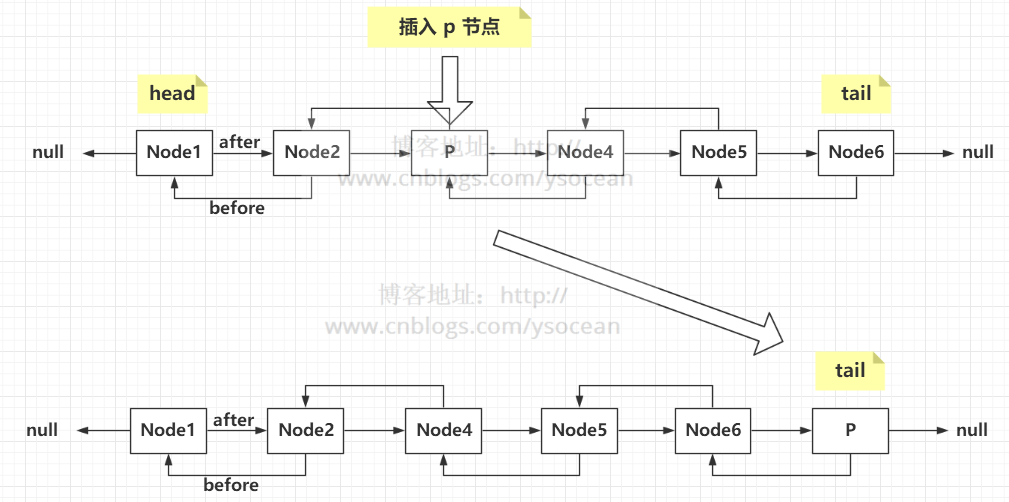 插入 p 节点
head
tail
null Node1 after Node2 P Node4 Node5 Node6 null
before
博客地址：http://
www.cnblogs.com/ysocean
博客地址：http://
www.cnblogs.com/ysocean
tail
null Node1 after Node2 Node4 Node5 Node6 P null
before